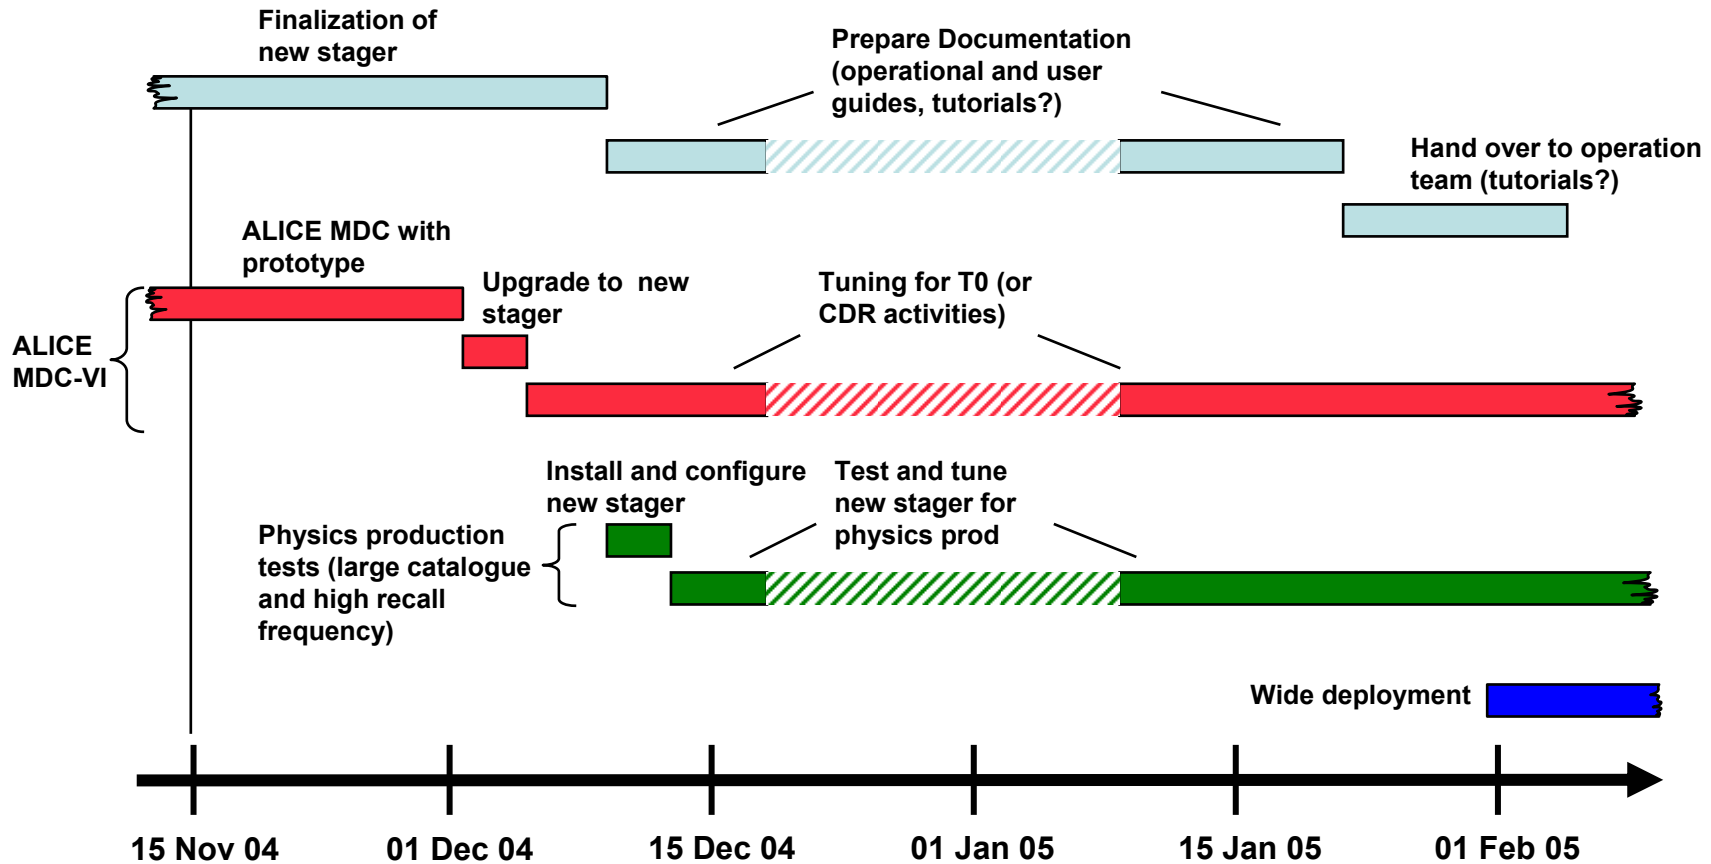 Finalization of
new stager
Prepare Documentation
(operational and user
guides, tutorials?)
Hand over to operation
team (tutorials?)
ALICE MDC with
prototype
Upgrade to  new
stager
Tuning for T0 (or
CDR activities)
ALICE
MDC-VI
Install and configure
new stager
Test and tune
new stager for
physics prod
Physics production
tests (large catalogue
and high recall
frequency)
Wide deployment
15 Nov 04
01 Dec 04
15 Dec 04
01 Jan 05
15 Jan 05
01 Feb 05